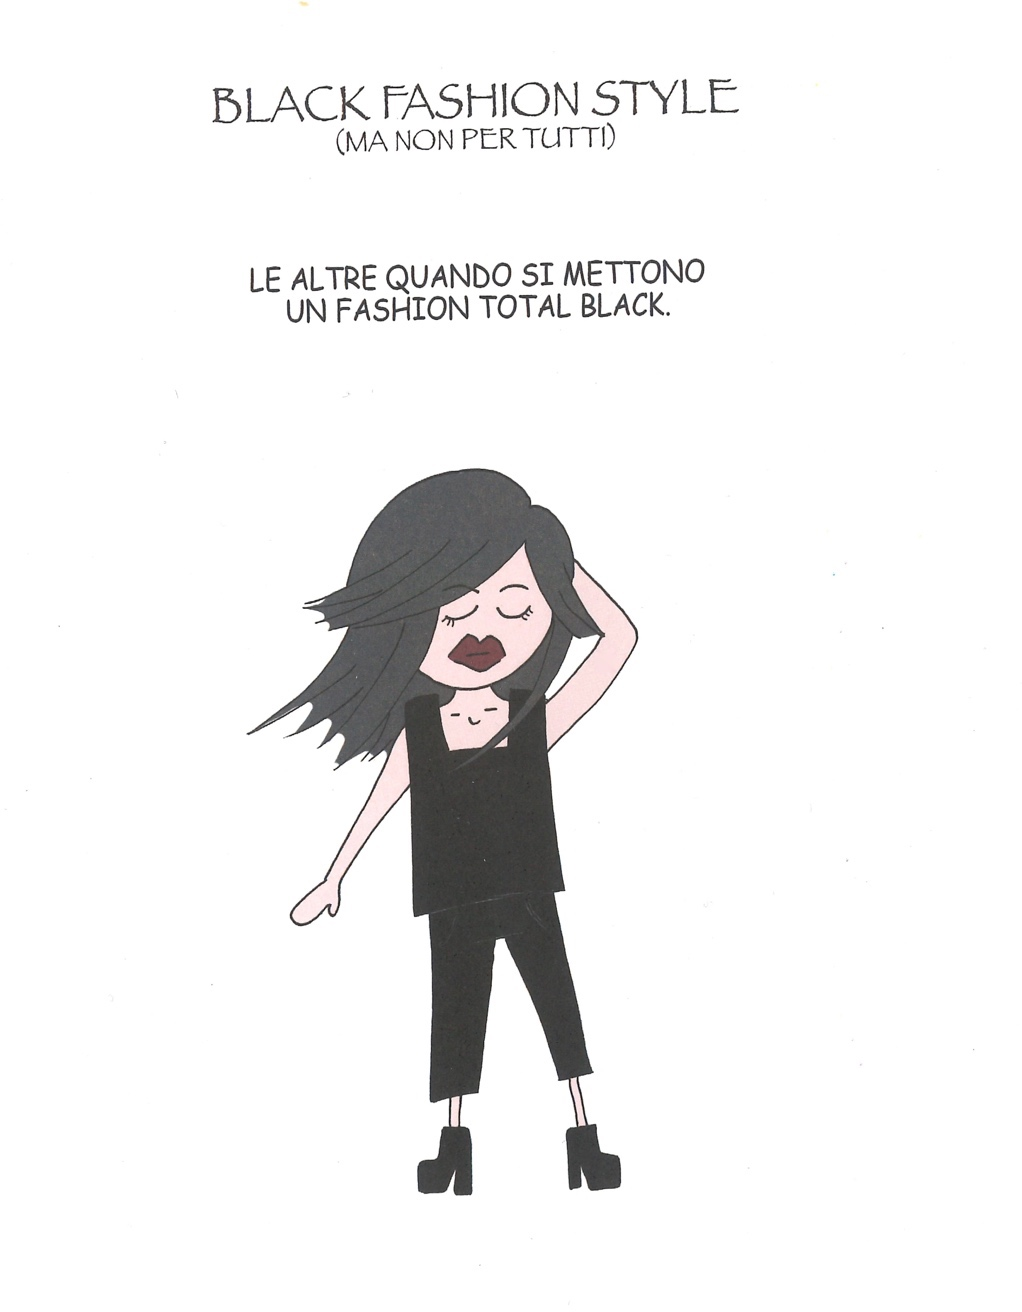 BLACK FASHION STYLE
(MA NON PER TUTTI)
LE ALTRE QUANDO SI METTONO
UN FASHION TOTAL BLACK.